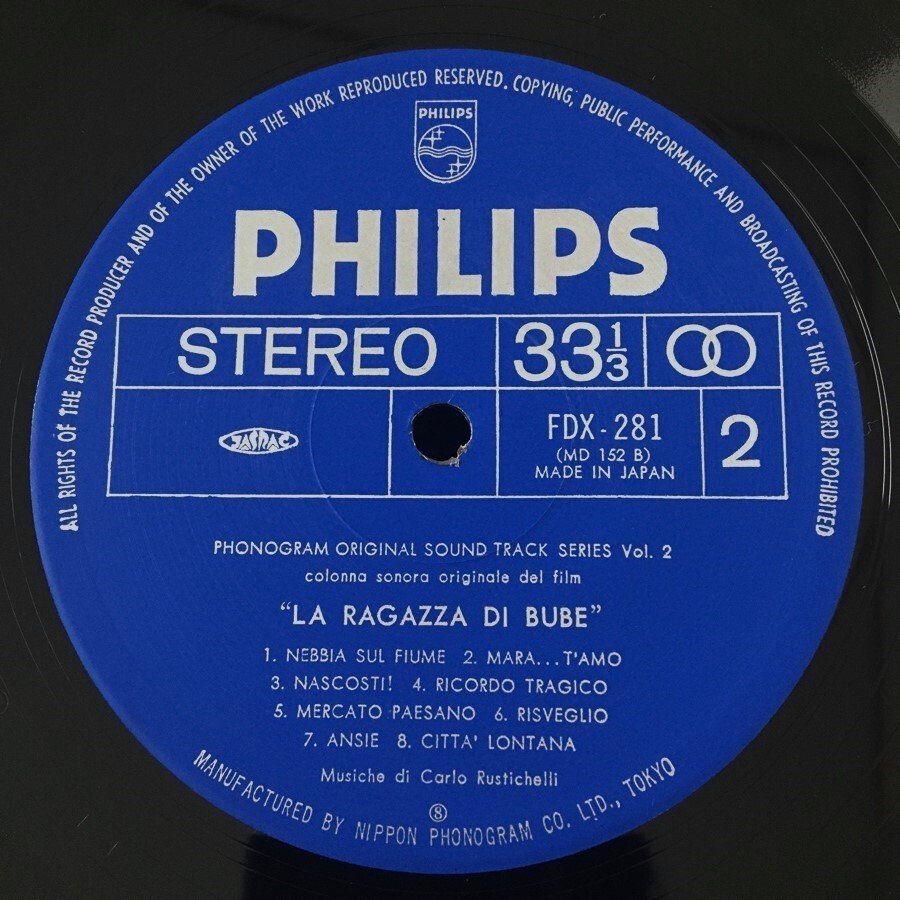 ALL RIGHTS OF THE RECORD PRODUCER AND OF THE OWNER OF THE WORK REPRODUCED RESERVED. COPYING, PUBLIC PERFORMANCE AND BROADCASTING OF THIS RECORD PROHIBITED
PHILIPS
PHILIPS
STEREO 33 1/3
JASRAC
FDX-281
(MD 152 B)
MADE IN JAPAN
2
PHONOGRAM ORIGINAL SOUND TRACK SERIES Vol. 2
colonna sonora originale del film
“LA RAGAZZA DI BUBE”
1. NEBBIA SUL FIUME 2. MARA...T'AMO
3. NASCOSTI! 4. RICORDO TRAGICO
5. MERCATO PAESANO 6. RISVEGLIO
7. ANSIE 8. CITTA' LONTANA
Musiche di Carlo Rustichelli
⑧
MANUFACTURED BY NIPPON PHONOGRAM CO. LTD., TOKYO